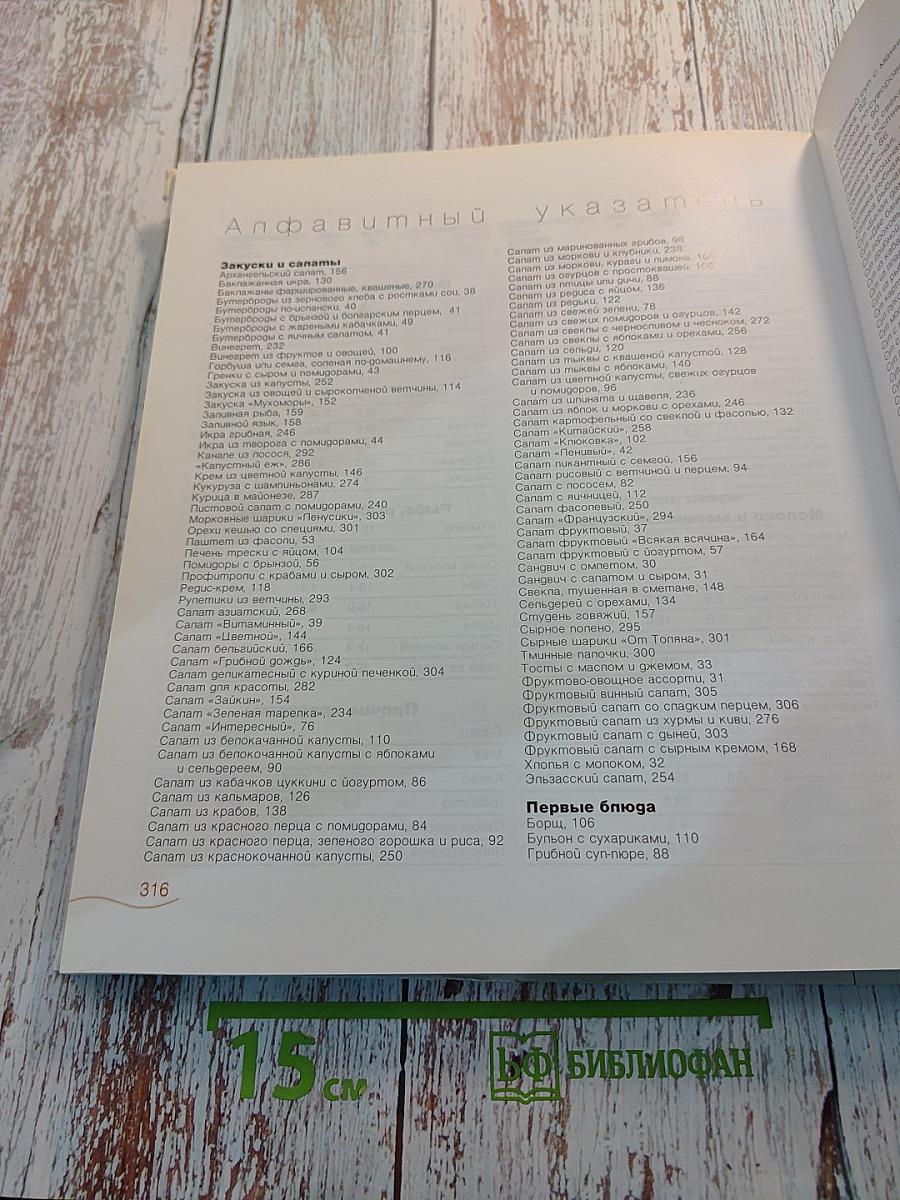 Алфавитный указатель
Закуски и салаты
Архангельский салат, 156
Баклажанная икра, 130
Баклажаны фаршированные, квашеные, 270
Бутерброды из зернового хлеба с ростками сои, 38
Бутерброды по-испански, 40
Бутерброды с брынзой и болгарским перцем, 41
Бутерброды с жареными кабачками, 49
Бутерброды с яичным салатом, 41
Винегрет, 232
Винегрет из фруктов и овощей, 100
Горбуша или семга, соленая по-домашнему, 116
Гренки с сыром и помидорами, 43
Закуска из капусты, 252
Закуска из овощей и сырокопченой ветчины, 114
Закуска «Мухоморы», 152
Заливная рыба, 159
Заливной язык, 158
Икра грибная, 246
Икра из творога с помидорами, 44
Канапе из лосося, 292
«Капустный еж», 286
Крем из цветной капусты, 146
Кукуруза с шампиньонами, 274
Курица в майонезе, 287
Листовой салат с помидорами, 240
Морковные шарики «Ленусики», 303
Орехи кешью со специями, 301
Паштет из фасоли, 53
Печень трески с яйцом, 104
Помидоры с брынзой, 56
Профитроли с крабами и сыром, 302
Редис-крем, 118
Рулетики из ветчины, 293
Салат азиатский, 268
Салат «Витаминный», 39
Салат «Цветной», 144
Салат бельгийский, 166
Салат «Грибной дождь», 124
Салат деликатесный с куриной печенкой, 304
Салат для красоты, 282
Салат «Зайкин», 154
Салат «Зеленая тарелка», 234
Салат «Интересный», 76
Салат из белокачанной капусты, 110
Салат из белокочанной капусты с яблоками
и сельдереем, 90
Салат из кабачков цуккини с йогуртом, 86
Салат из кальмаров, 126
Салат из крабов, 138
Салат из красного перца с помидорами, 84
Салат из красного перца, зеленого горошка и риса, 92
Салат из краснокочанной капусты, 250
316
Салат из маринованных грибов, 98
Салат из моркови и клубники, 238
Салат из моркови, кураги и лимона,
Салат из огурцов с простоквашей,
Салат из птицы или дичи, 88
Салат из редиса с яйцом, 136
Салат из редьки, 122
Салат из свежей зелени, 78
Салат из свежих помидоров и огурцов, 142
Салат из свеклы с черносливом и чесноком, 272
Салат из свеклы с яблоками и орехами, 256
Салат из сельди, 120
Салат из тыквы с квашеной капустой, 128
Салат из тыквы с яблоками, 140
Салат из цветной капусты, свежих огурцов
и помидоров, 96
Салат из шпината и щавеля, 236
Салат из яблок и моркови с орехами, 246
Салат картофельный со свеклой и фасолью, 132
Салат «Китайский», 258
Салат «Клюковка», 102
Салат «Ленивый», 42
Салат пикантный с семгой, 156
Салат рисовый с ветчиной и перцем, 94
Салат с лососем, 82
Салат с яичницей, 112
Салат фасолевый, 250
Салат «Французский», 294
Салат фруктовый, 37
Салат фруктовый «Всякая всячина», 164
Салат фруктовый с йогуртом, 57
Сандвич с омлетом, 30
Сандвич с салатом и сыром, 31
Свекла, тушенная в сметане, 148
Сельдерей с орехами, 134
Студень говяжий, 157
Сырное полено, 295
Сырные шарики «От Толяна», 301
Тминные палочки, 300
Тосты с маслом и джемом, 33
Фруктово-овощное ассорти, 31
Фруктовый винный салат, 305
Фруктовый салат со сладким перцем, 306
Фруктовый салат из хурмы и киви, 276
Фруктовый салат с дыней, 303
Фруктовый салат с сырным кремом, 168
Хлопья с молоком, 32
Эльзасский салат, 254
Первые блюда
Борщ, 106
Бульон с сухариками, 110
Грибной суп-пюре, 88
15 см
БФ БИБЛИОФАН